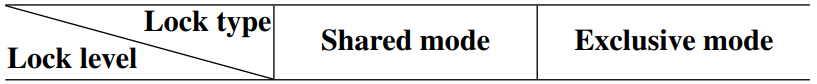 Lock type
Lock level
Shared mode
Exclusive mode